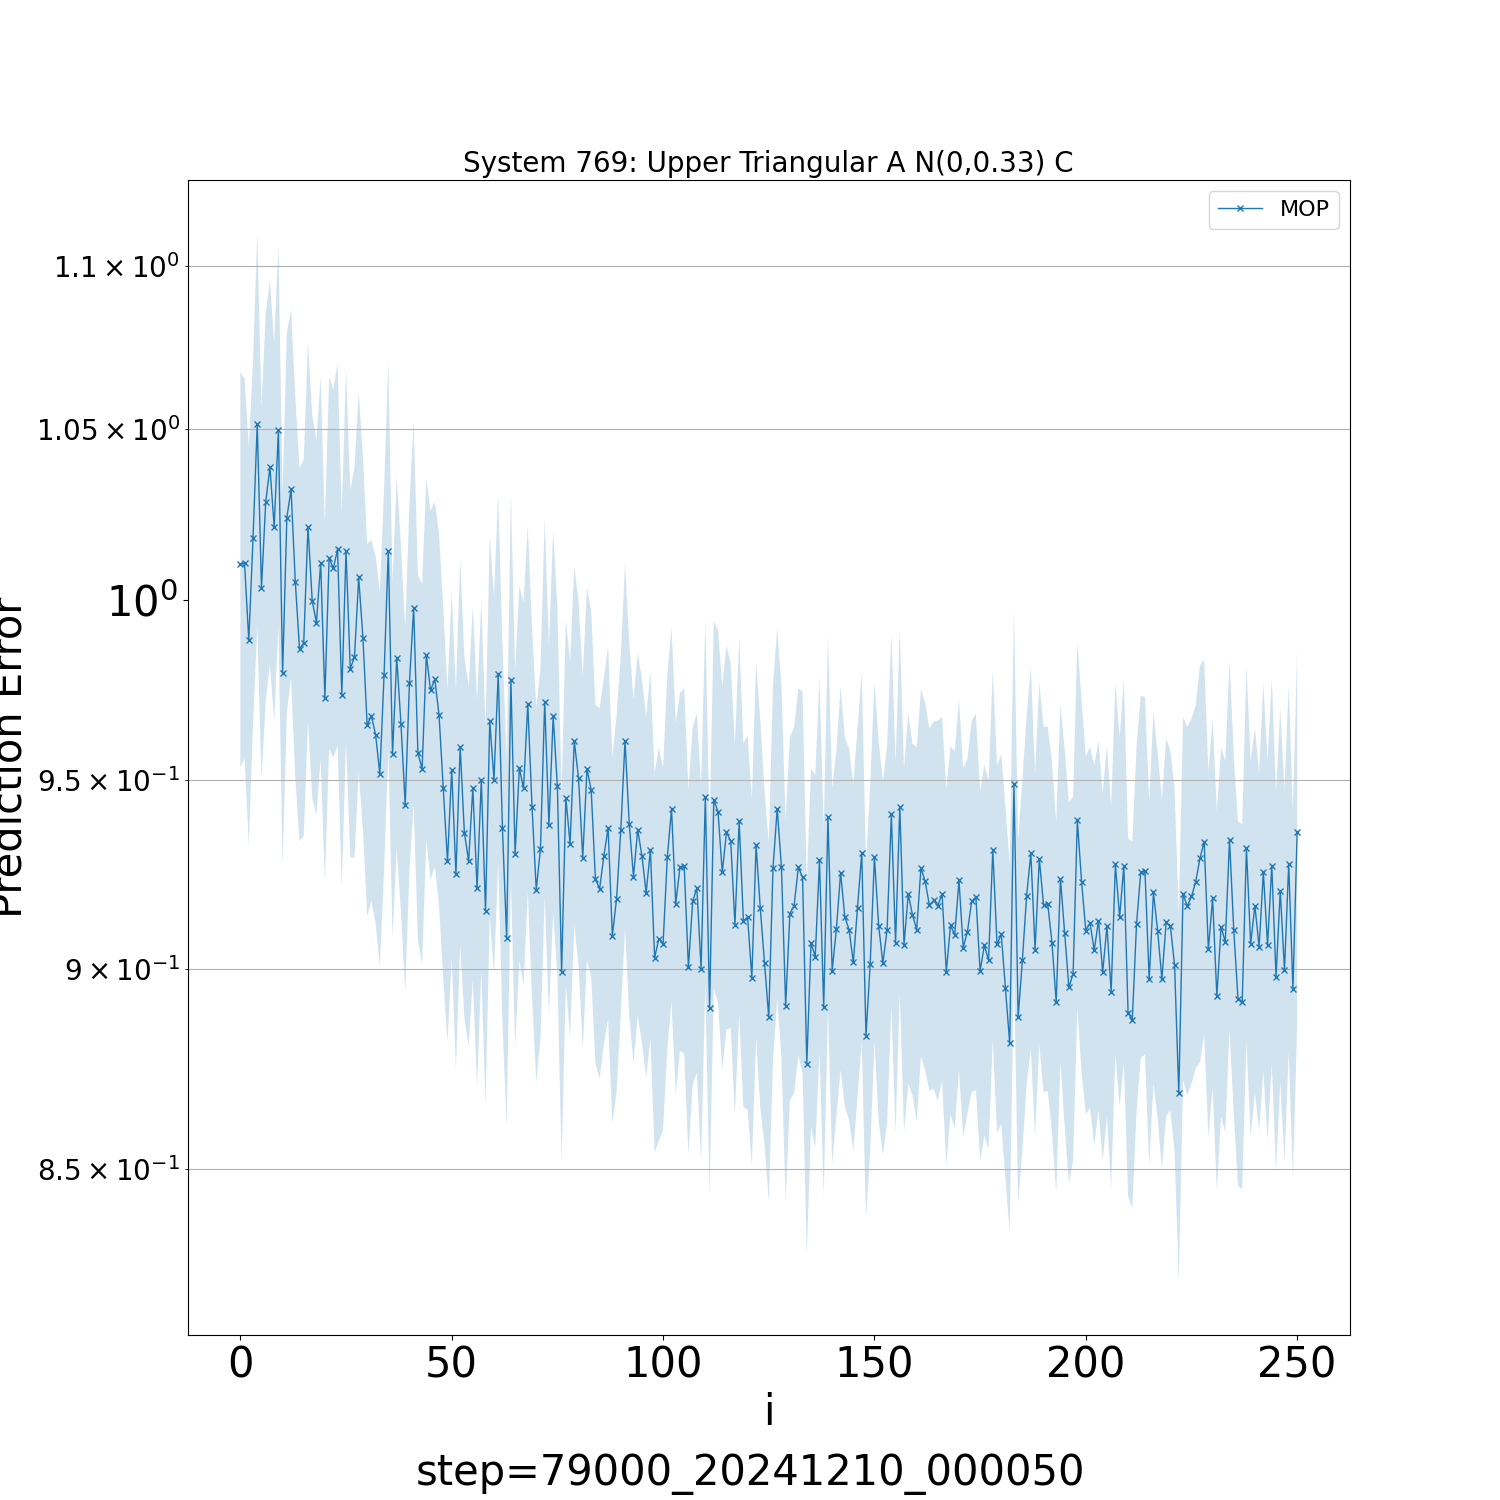 System 769: Upper Triangular A N(0,0.33) C
MOP
1.1 × 10⁰
1.05 × 10⁰
10⁰
9.5 × 10⁻¹
9 × 10⁻¹
8.5 × 10⁻¹
Prediction Error
0 50 100 150 200 250
i
step=79000_20241210_000050